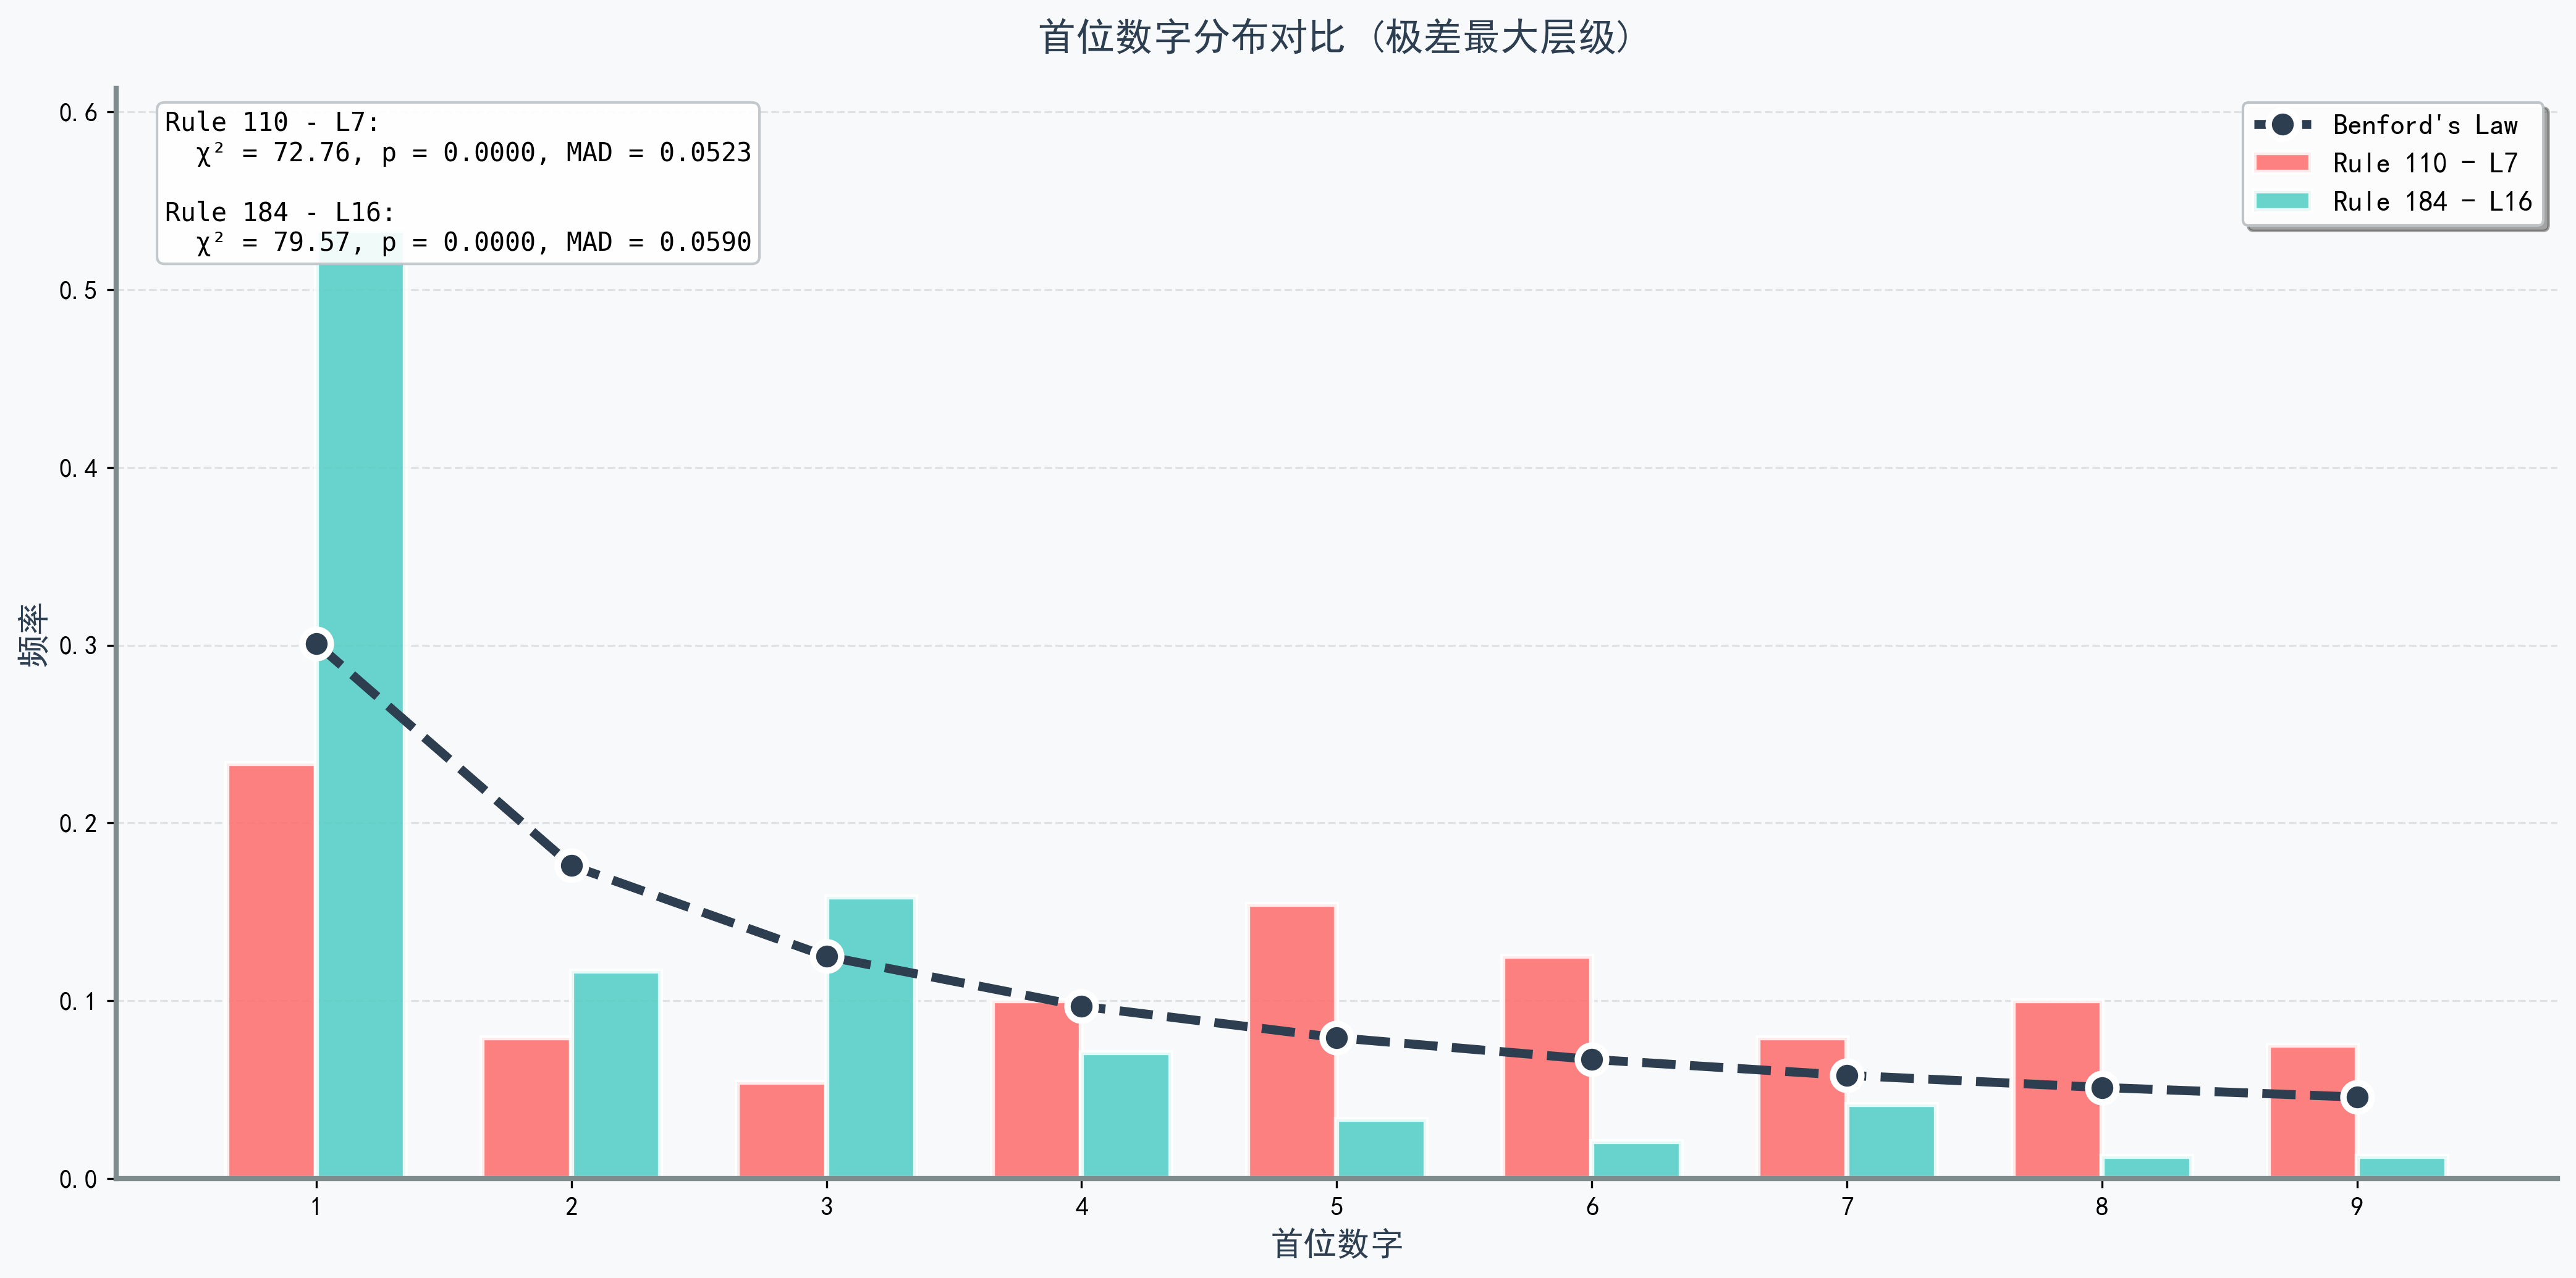 首位数字分布对比 (极差最大层级)
Rule 110 - L7:
χ² = 72.76, p = 0.0000, MAD = 0.0523
Rule 184 - L16:
χ² = 79.57, p = 0.0000, MAD = 0.0590
Benford's Law
Rule 110 - L7
Rule 184 - L16
频率
0.6
0.5
0.4
0.3
0.2
0.1
0.0
1 2 3 4 5 6 7 8 9
首位数字